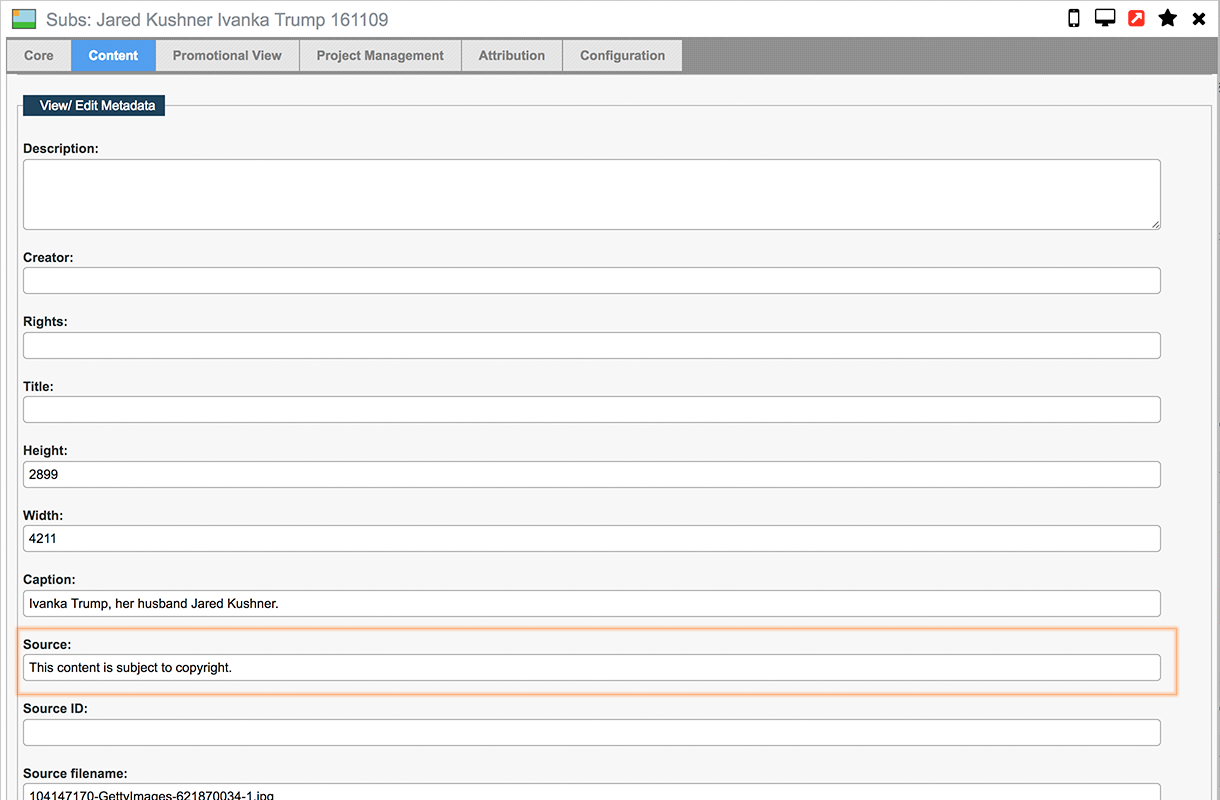 Subs: Jared Kushner Ivanka Trump 161109
Core Content Promotional View Project Management Attribution Configuration
View/ Edit Metadata
Description:
Creator:
Rights:
Title:
Height:
2899
Width:
4211
Caption:
Ivanka Trump, her husband Jared Kushner.
Source:
This content is subject to copyright.
Source ID:
Source filename:
104147170-GettyImages-621870034-1.jpg